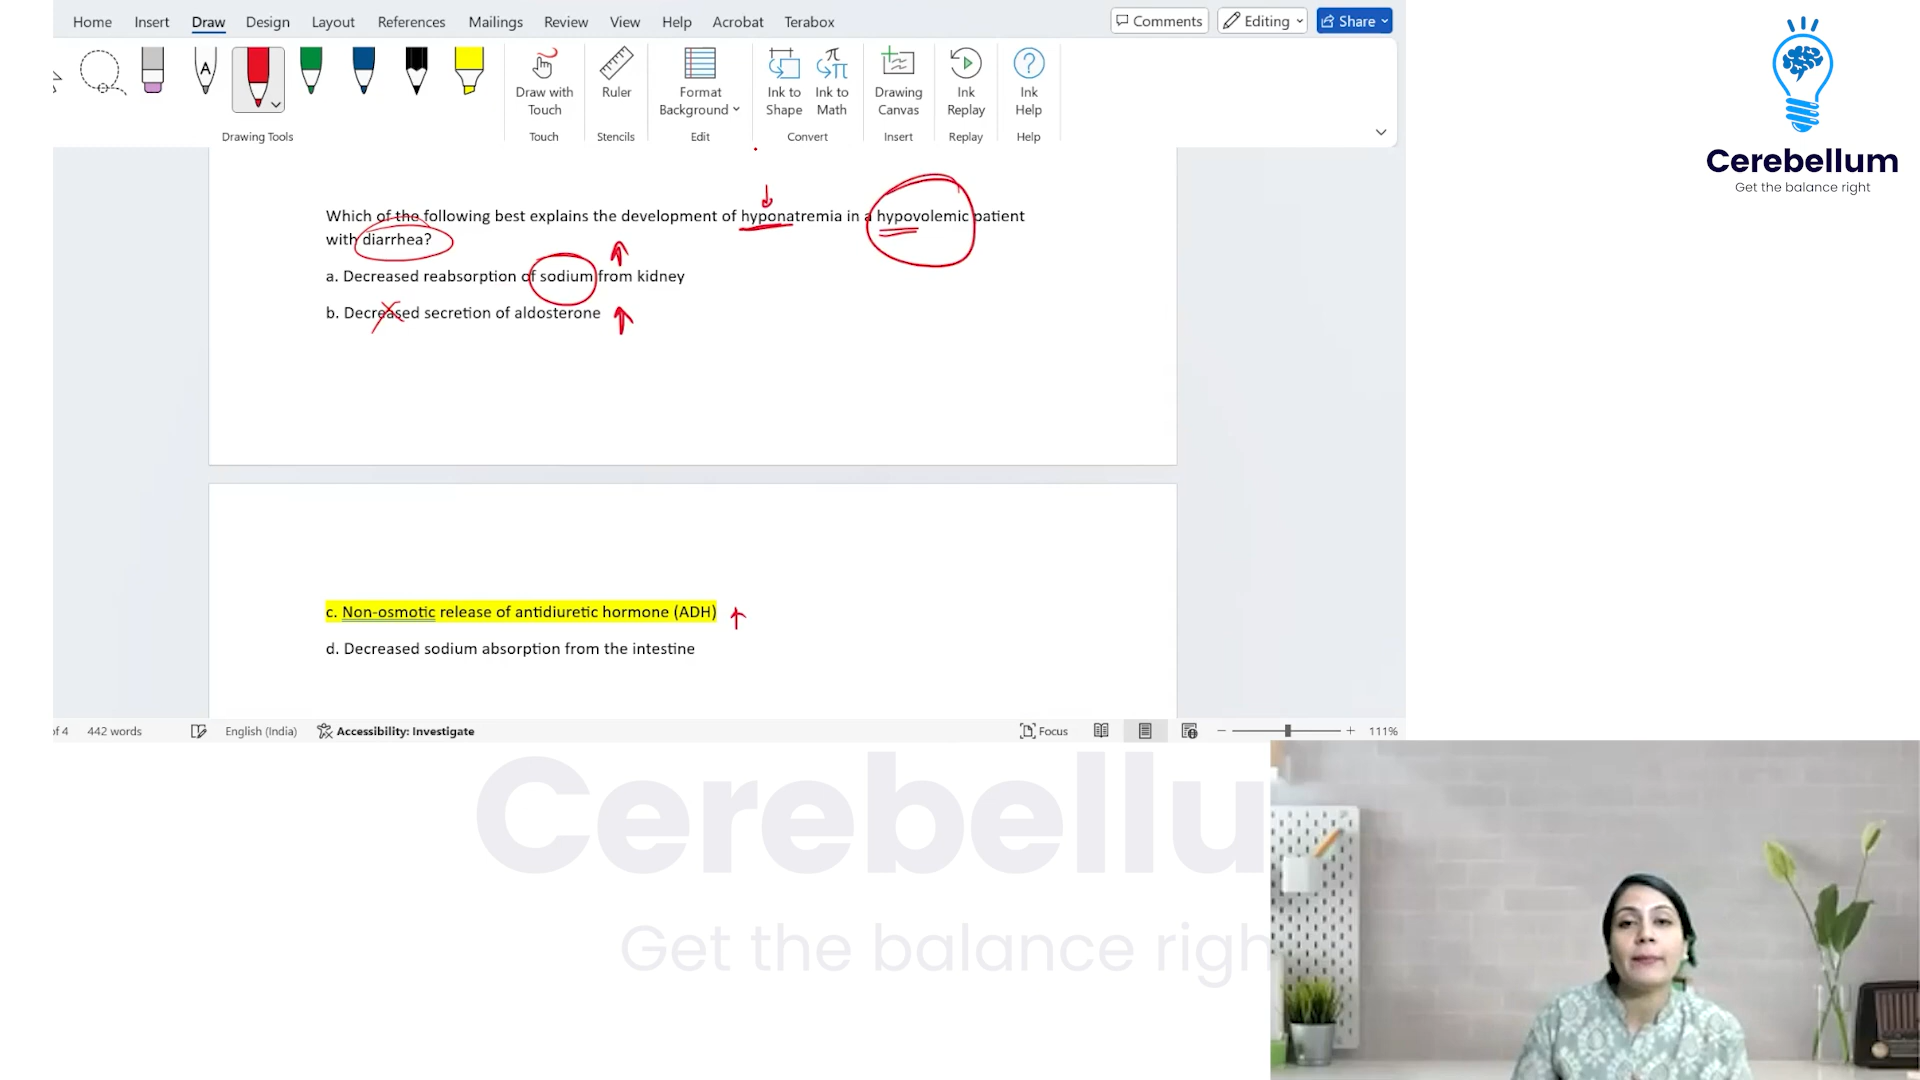 Home Insert Draw Design Layout References Mailings Review View Help Acrobat Terabox
Comments Editing Share
A
Draw with Touch
Ruler
Format Background
Ink to Shape
Ink to Math
Drawing Canvas
Ink Replay
Ink Help
Drawing Tools Touch Stencils Edit Convert Insert Replay Help
Cerebellum
Get the balance right
Which of the following best explains the development of hyponatremia in a hypovolemic patient
with diarrhea?
a. Decreased reabsorption of sodium from kidney
b. Decreased secretion of aldosterone
c. Non-osmotic release of antidiuretic hormone (ADH)
d. Decreased sodium absorption from the intestine
of 4 442 words English (India) Accessibility: Investigate Focus 111%
Cerebellu
Get the balance righ